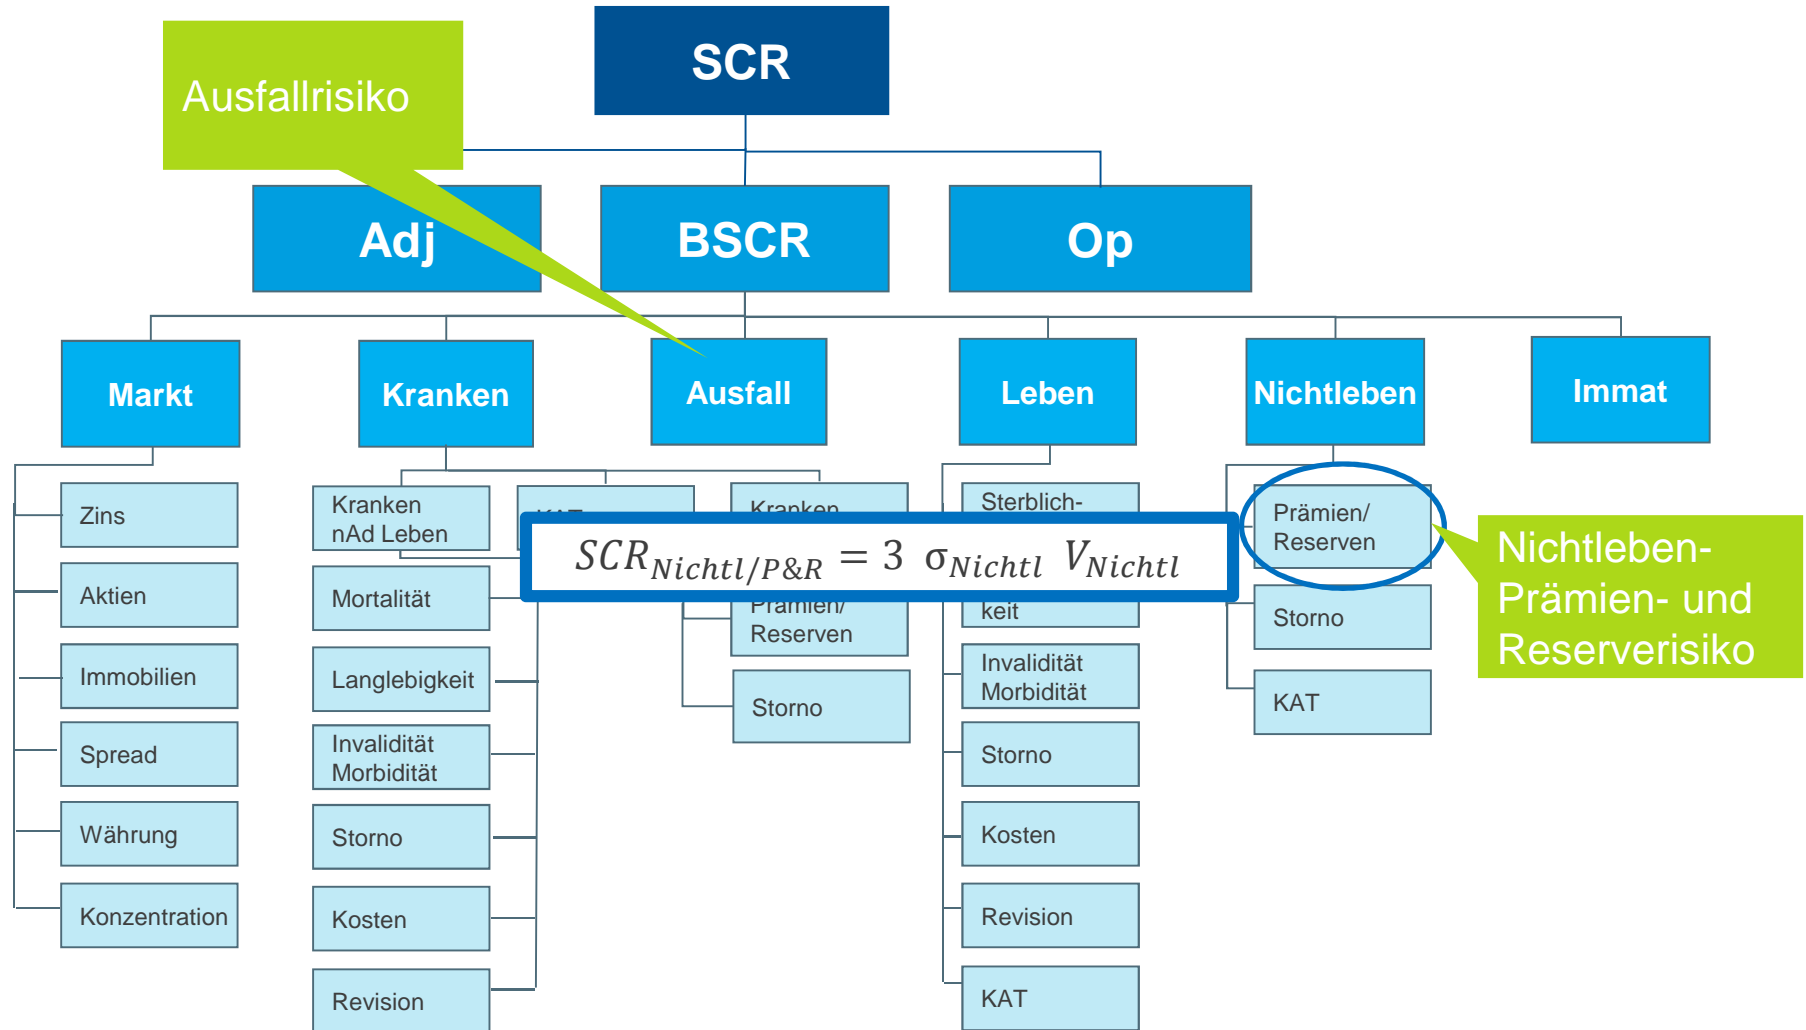 SCR
Ausfallrisiko
Adj
BSCR
Op
Markt
Kranken
Ausfall
Leben
Nichtleben
Immat
Zins
Aktien
Immobilien
Spread
Währung
Konzentration
Kranken
nAd Leben
Mortalität
Langlebigkeit
Invalidität
Morbidität
Storno
Kosten
Revision
KAT
Kranken
Prämien/
Reserven
Storno
Sterblich-
keit
Invalidität
Morbidität
Storno
Kosten
Revision
KAT
Prämien/
Reserven
Storno
KAT
SCR_{Nichtl/P&R} = 3 σ_{Nichtl} V_{Nichtl}
Nichtleben-
Prämien- und
Reserverisiko